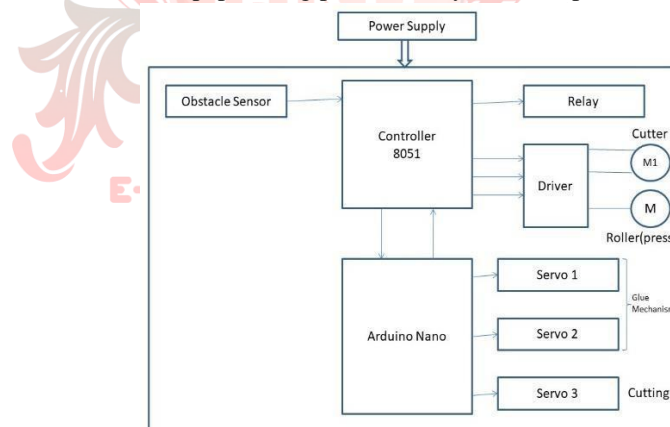 Power Supply
Obstacle Sensor
Controller
8051
Relay
Cutter
M1
Driver
M
Roller(press
Arduino Nano
Servo 1
Glue
Mechanism
Servo 2
Servo 3
Cutting